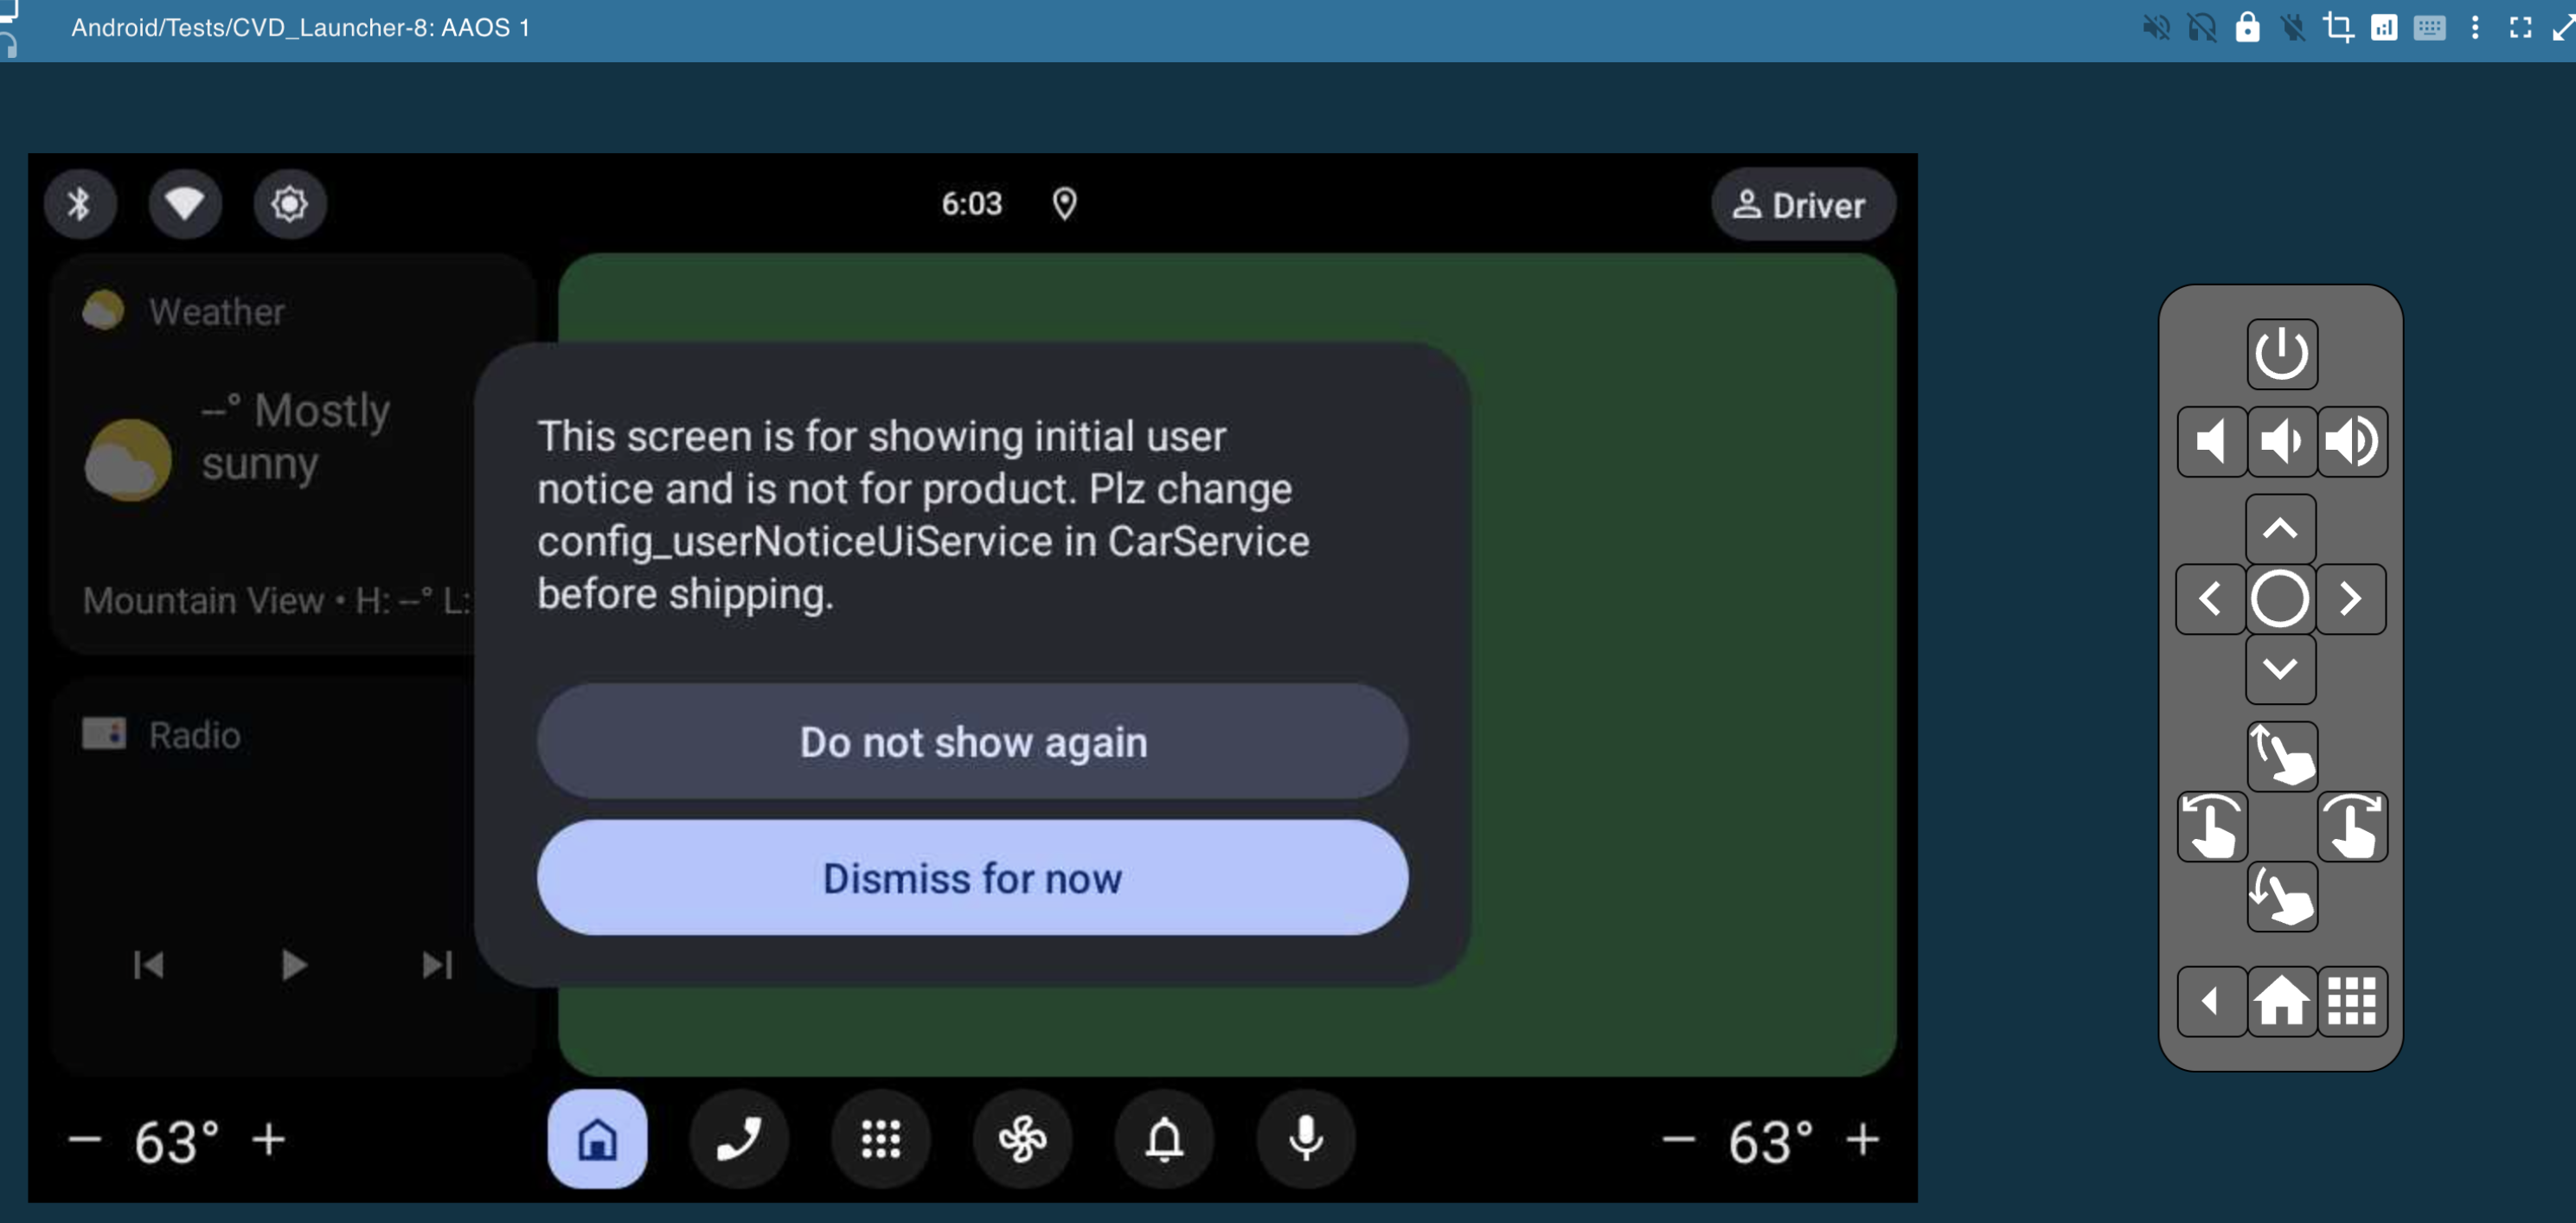 Android/Tests/CVD_Launcher-8: AAOS 1
6:03
Driver
Weather
--° Mostly
sunny
Mountain View • H: --° L:
Radio
This screen is for showing initial user
notice and is not for product. Plz change
config_userNoticeUiService in CarService
before shipping.
Do not show again
Dismiss for now
− 63° +
− 63° +